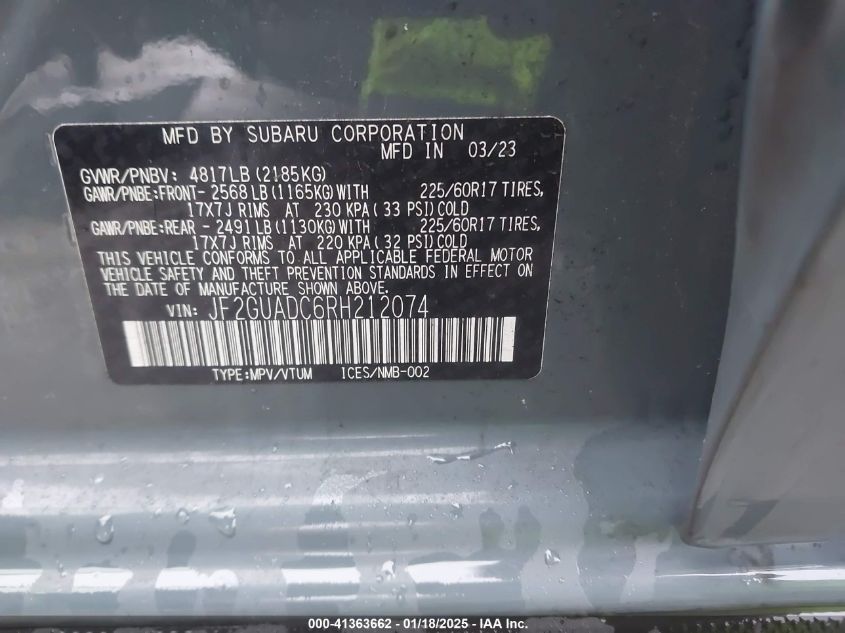 MFD BY SUBARU CORPORATION
MFD IN 03/23
GVWR/PNBV: 4817LB (2185KG)
GAWR/PNBE:FRONT- 2568LB (1165KG) WITH 225/60R17 TIRES,
17X7J RIMS AT 230 KPA ( 33 PSI) COLD
GAWR/PNBE:REAR - 2491LB (1130KG) WITH 225/60R17 TIRES,
17X7J RIMS AT 220 KPA ( 32 PSI) COLD
THIS VEHICLE CONFORMS TO ALL APPLICABLE FEDERAL MOTOR
VEHICLE SAFETY AND THEFT PREVENTION STANDARDS IN EFFECT ON
THE DATE OF MANUFACTURE SHOWN ABOVE.
VIN: JF2GUADC6RH212074
TYPE:MPV/VTUM ICES/NMB-002
000-41363662 — 01/18/2025 — IAA Inc.